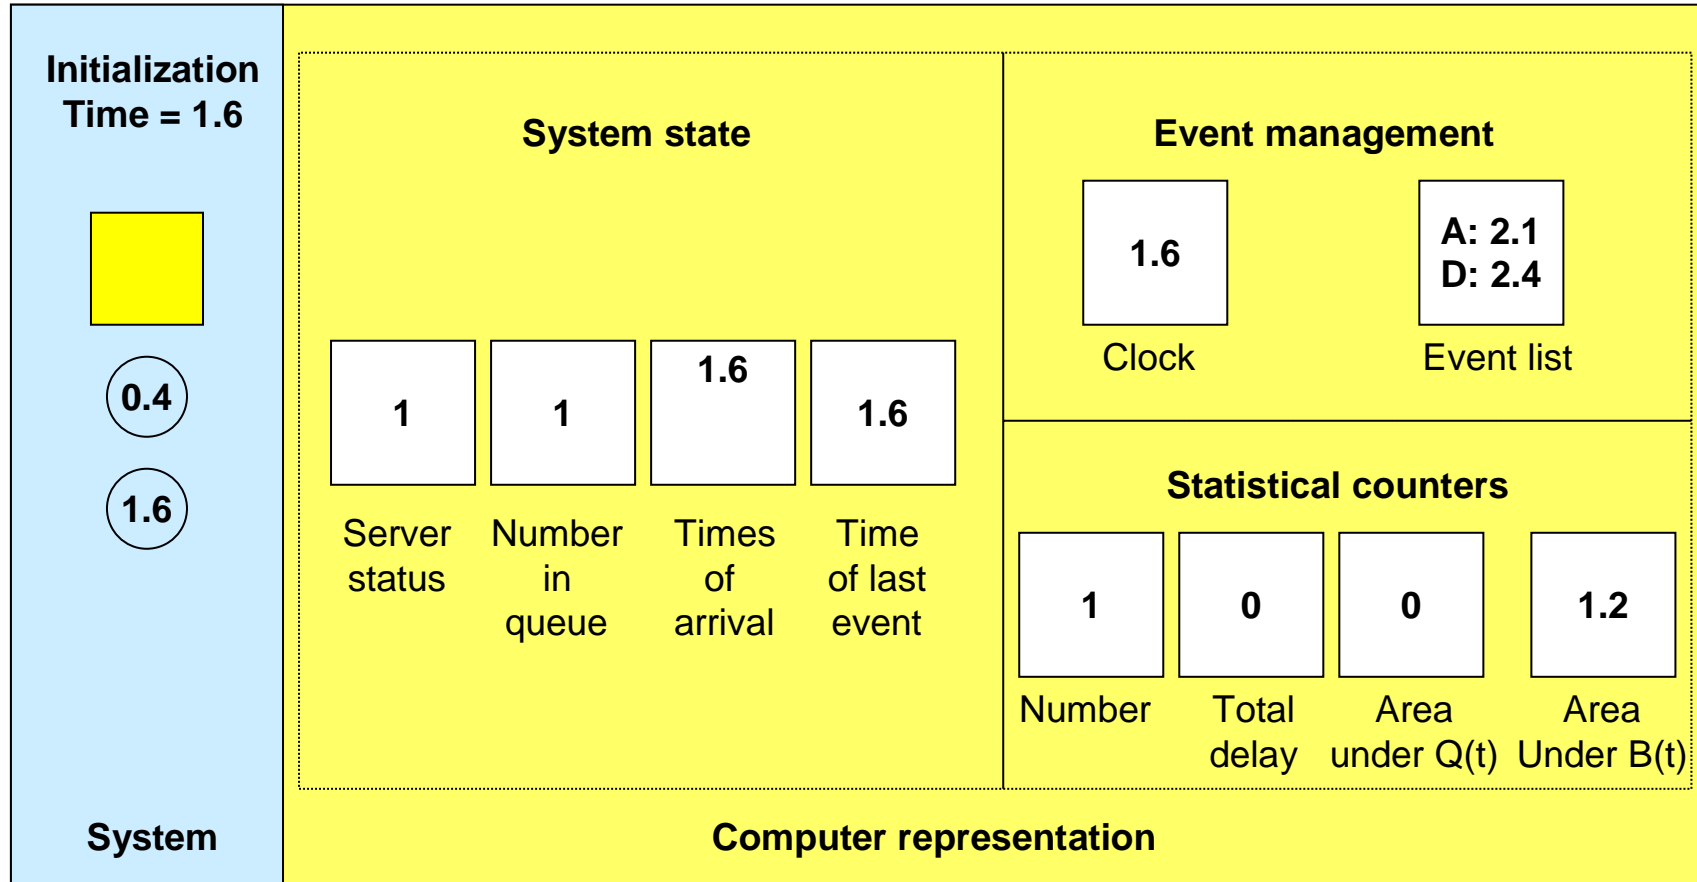 Initialization
Time = 1.6
0.4
1.6
System
System state
1
1
1.6
1.6
Server
status
Number
in
queue
Times
of
arrival
Time
of last
event
Event management
1.6
Clock
A: 2.1
D: 2.4
Event list
Statistical counters
1
0
0
1.2
Number
Total
delay
Area
under Q(t)
Area
Under B(t)
Computer representation